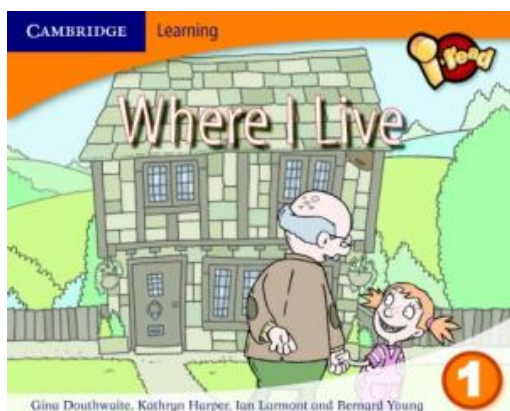 CAMBRIDGE Learning
i-read
Where I Live
1
Gina Douthwaite, Kathryn Harper, Ian Larmont and Bernard Young